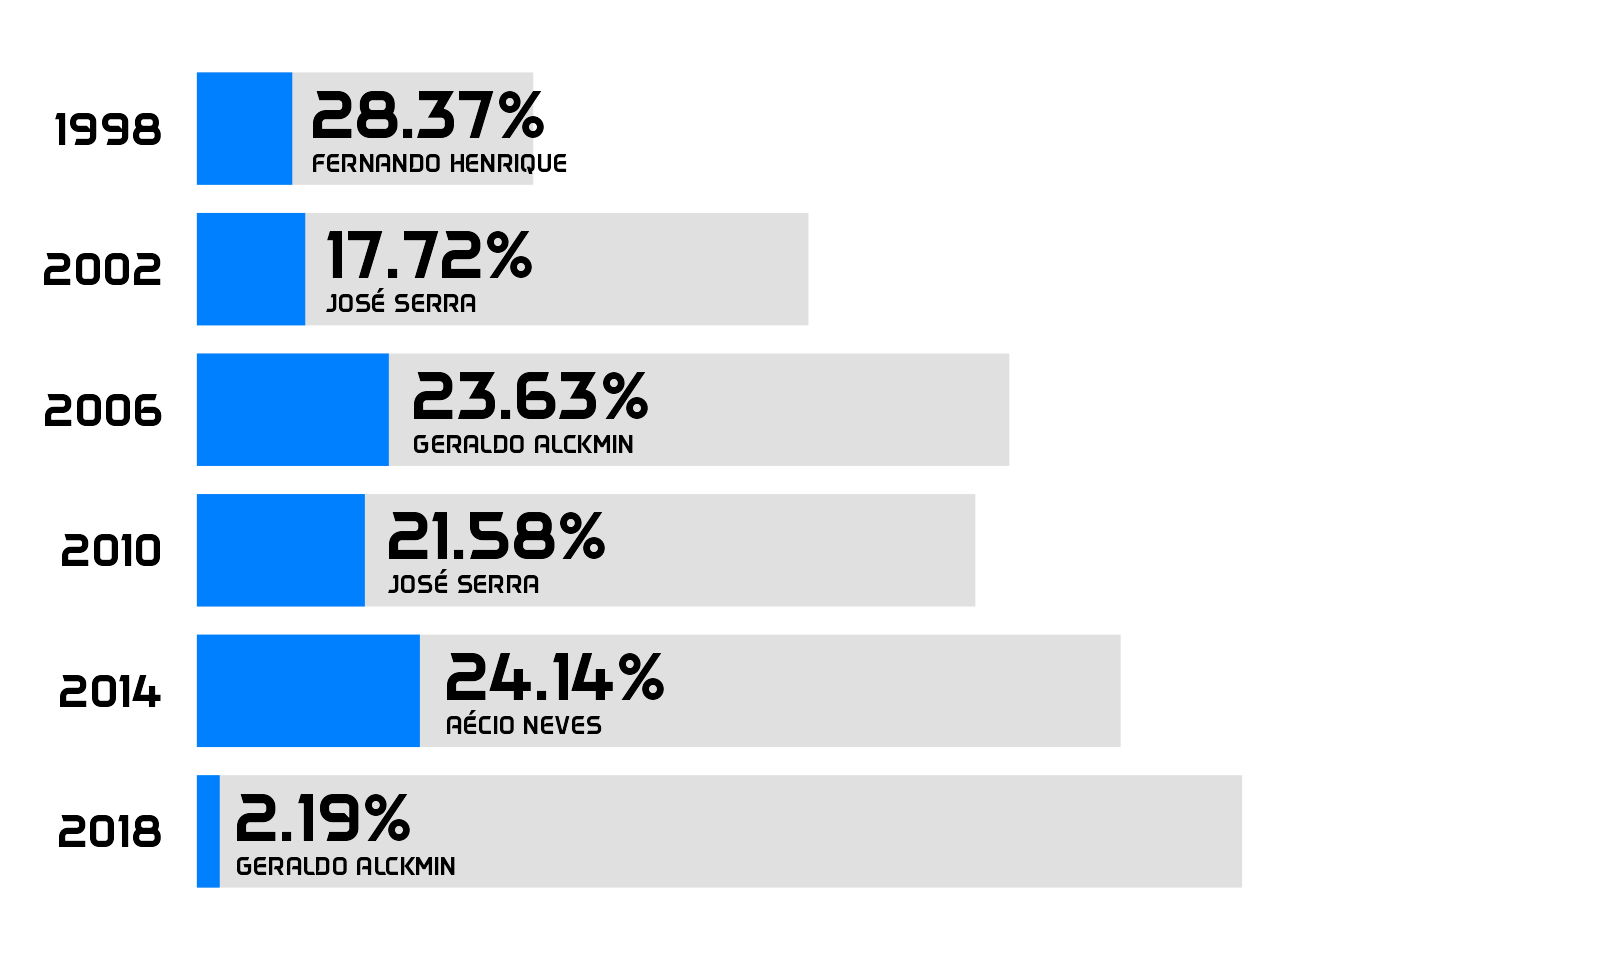 1998
28.37%
FERNANDO HENRIQUE
2002
17.72%
JOSÉ SERRA
2006
23.63%
GERALDO ALCKMIN
2010
21.58%
JOSÉ SERRA
2014
24.14%
AÉCIO NEVES
2018
2.19%
GERALDO ALCKMIN